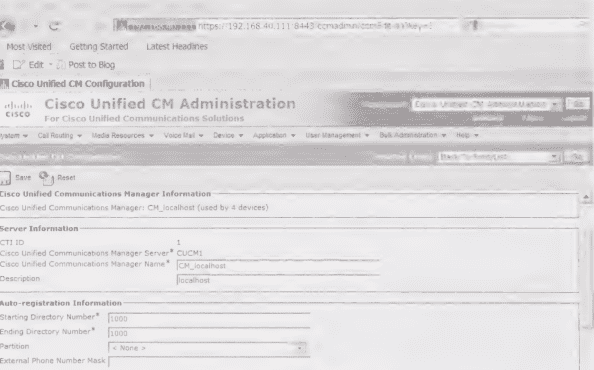 https://192.168.40.111:8443/ccmadmin/
Most Visited Getting Started Latest Headlines
Edit Post to Blog
Cisco Unified CM Configuration
cisco
Cisco Unified CM Administration
For Cisco Unified Communications Solutions
Navigation Cisco Unified CM Administration Go
System Call Routing Media Resources Voice Mail Device Application User Management Bulk Administration Help
Back To Find/List Go
Save Reset
Cisco Unified Communications Manager Information
Cisco Unified Communications Manager: CM_localhost (used by 4 devices)
Server Information
CTI ID 1
Cisco Unified Communications Manager Server* CUCM1
Cisco Unified Communications Manager Name* CM_localhost
Description localhost
Auto-registration Information
Starting Directory Number* 1000
Ending Directory Number* 1000
Partition < None >
External Phone Number Mask